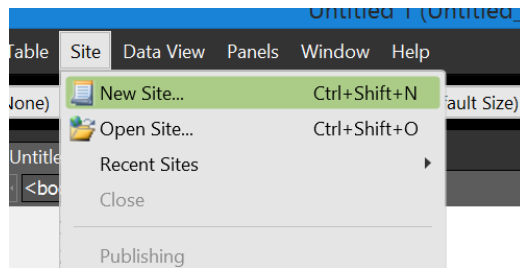 Untitled 1 (Untitled_
Table Site Data View Panels Window Help
None) New Site... Ctrl+Shift+N ault Size)
Open Site... Ctrl+Shift+O
Untitle Recent Sites
<bo Close
Publishing